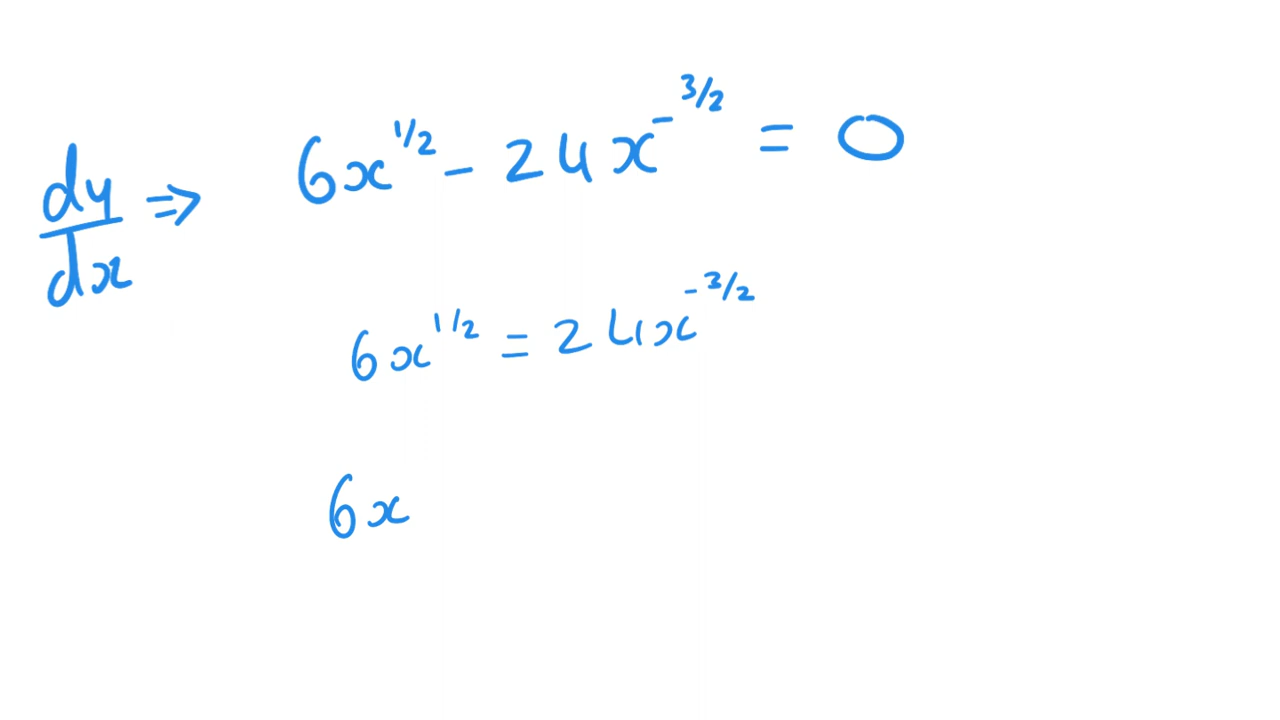 dy/dx ⇒ 6x^{1/2} - 24x^{-3/2} = 0
6x^{1/2} = 24x^{-3/2}
6x